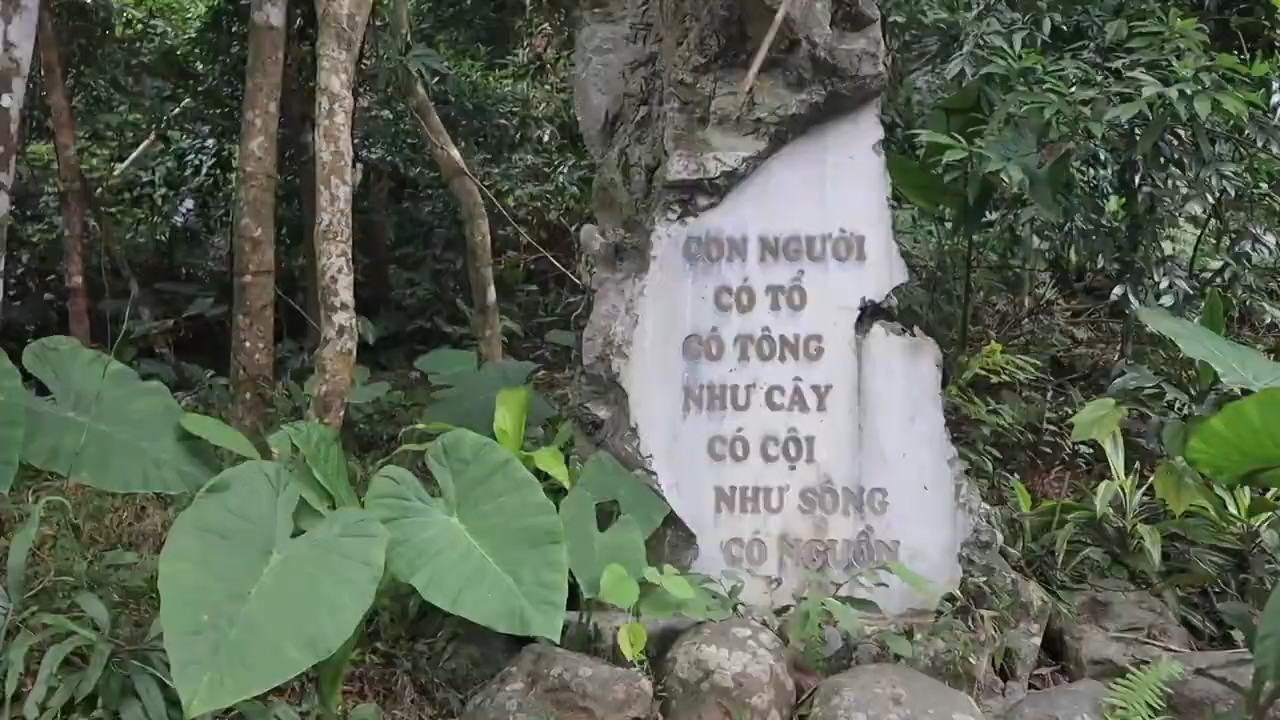 CON NGƯỜI
CÓ TỔ
CÓ TÔNG
NHƯ CÂY
CÓ CỘI
NHƯ SÔNG
CÓ NGUỒN